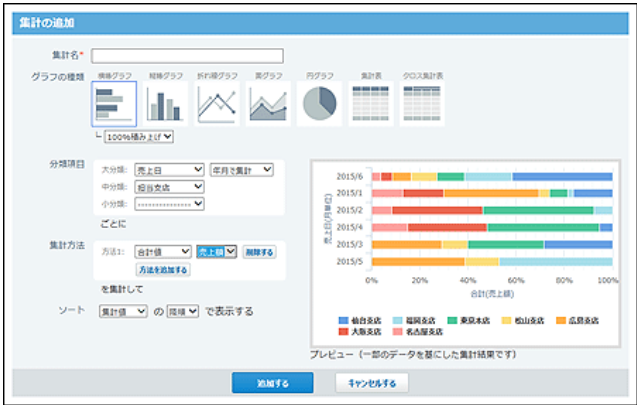 集計の追加
集計名*
グラフの種類
横棒グラフ 縦棒グラフ 折れ線グラフ 面グラフ 円グラフ 集計表 クロス集計表
100%積み上げ
分類項目
大分類: 売上日 年月で集計
中分類: 担当支店
小分類: ---------------
ごとに
集計方法
方法1: 合計値 売上額 削除する
方法を追加する
を集計して
ソート 集計値 の 降順 で表示する
売上日(月単位)
2015/6
2015/1
2015/2
2015/4
2015/3
2015/5
0% 20% 40% 60% 80% 100%
合計(売上額)
仙台支店 福岡支店 東京本店 松山支店 広島支店
大阪支店 名古屋支店
プレビュー（一部のデータを基にした集計結果です）
追加する キャンセルする